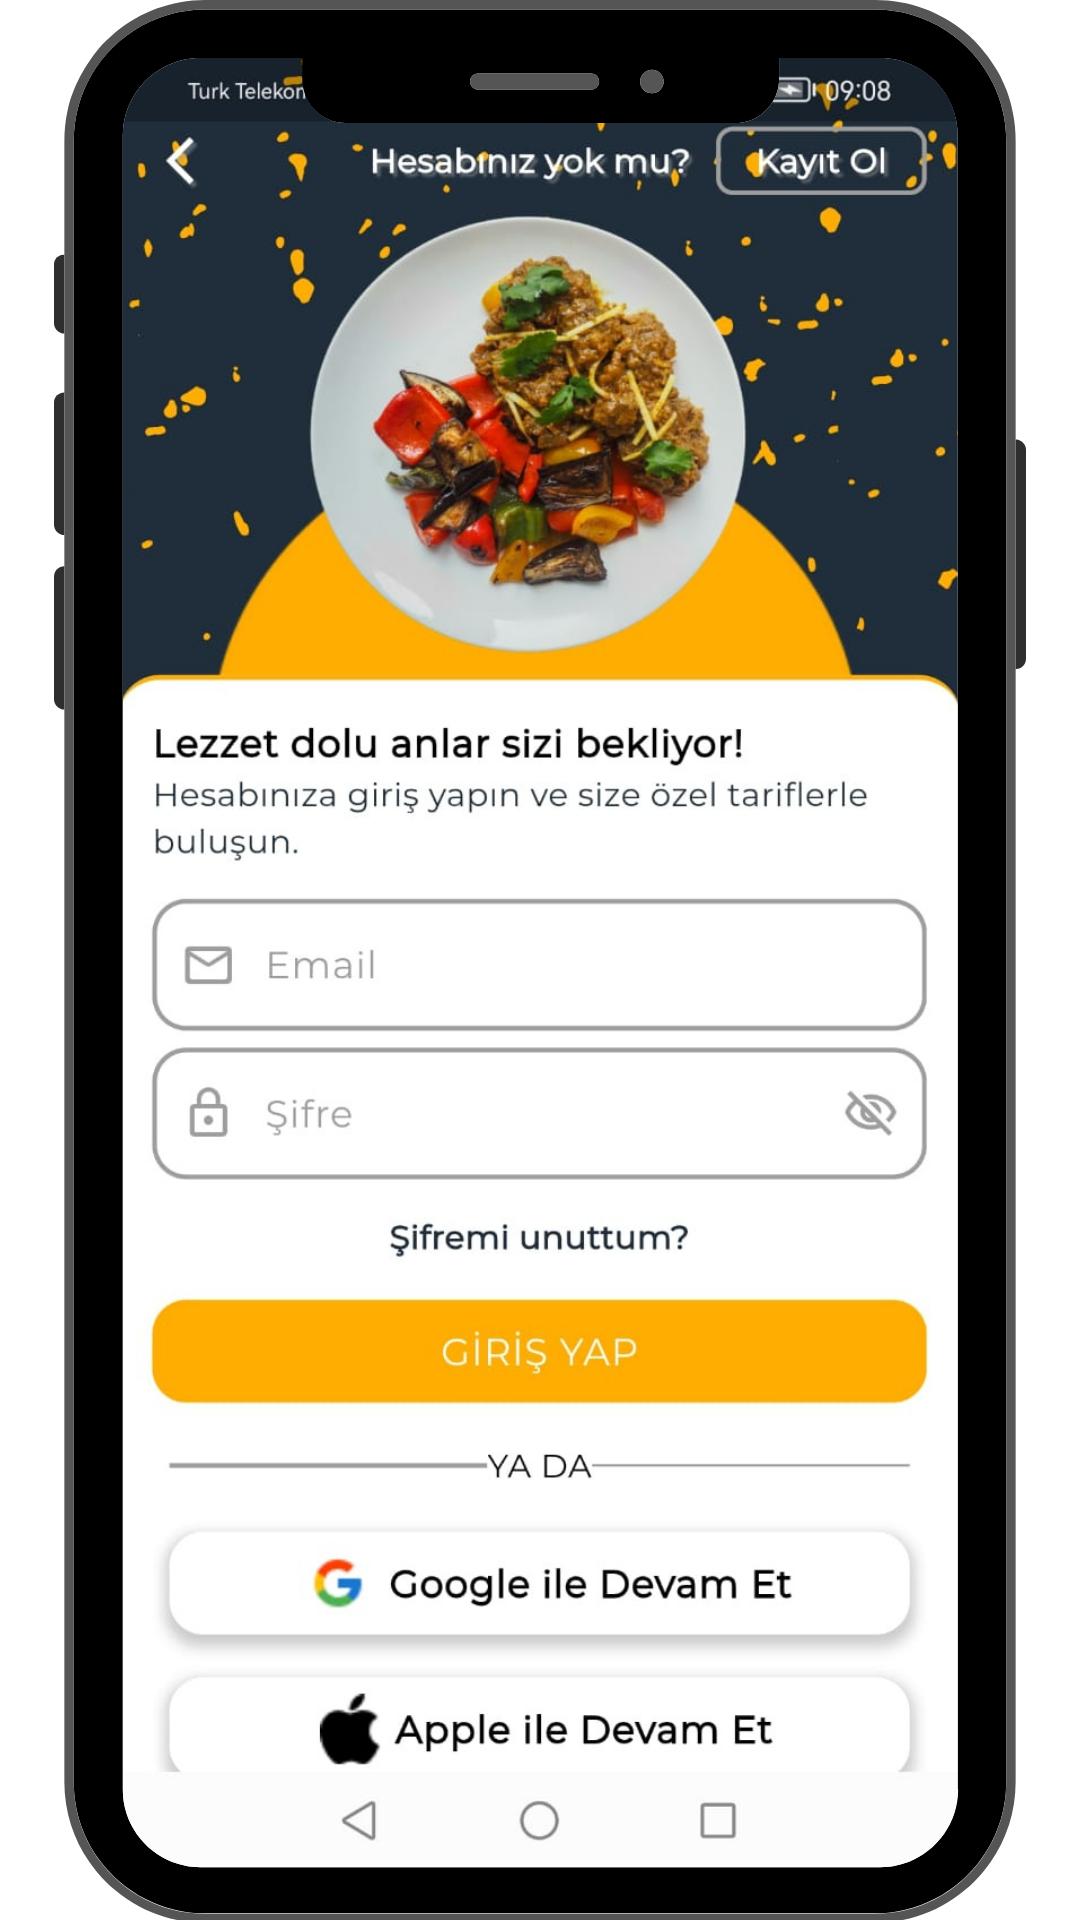 Turk Telekom 09:08
Hesabınız yok mu? Kayıt Ol
Lezzet dolu anlar sizi bekliyor!
Hesabınıza giriş yapın ve size özel tariflerle
buluşun.
Email
Şifre
Şifremi unuttum?
GİRİŞ YAP
YA DA
Google ile Devam Et
Apple ile Devam Et